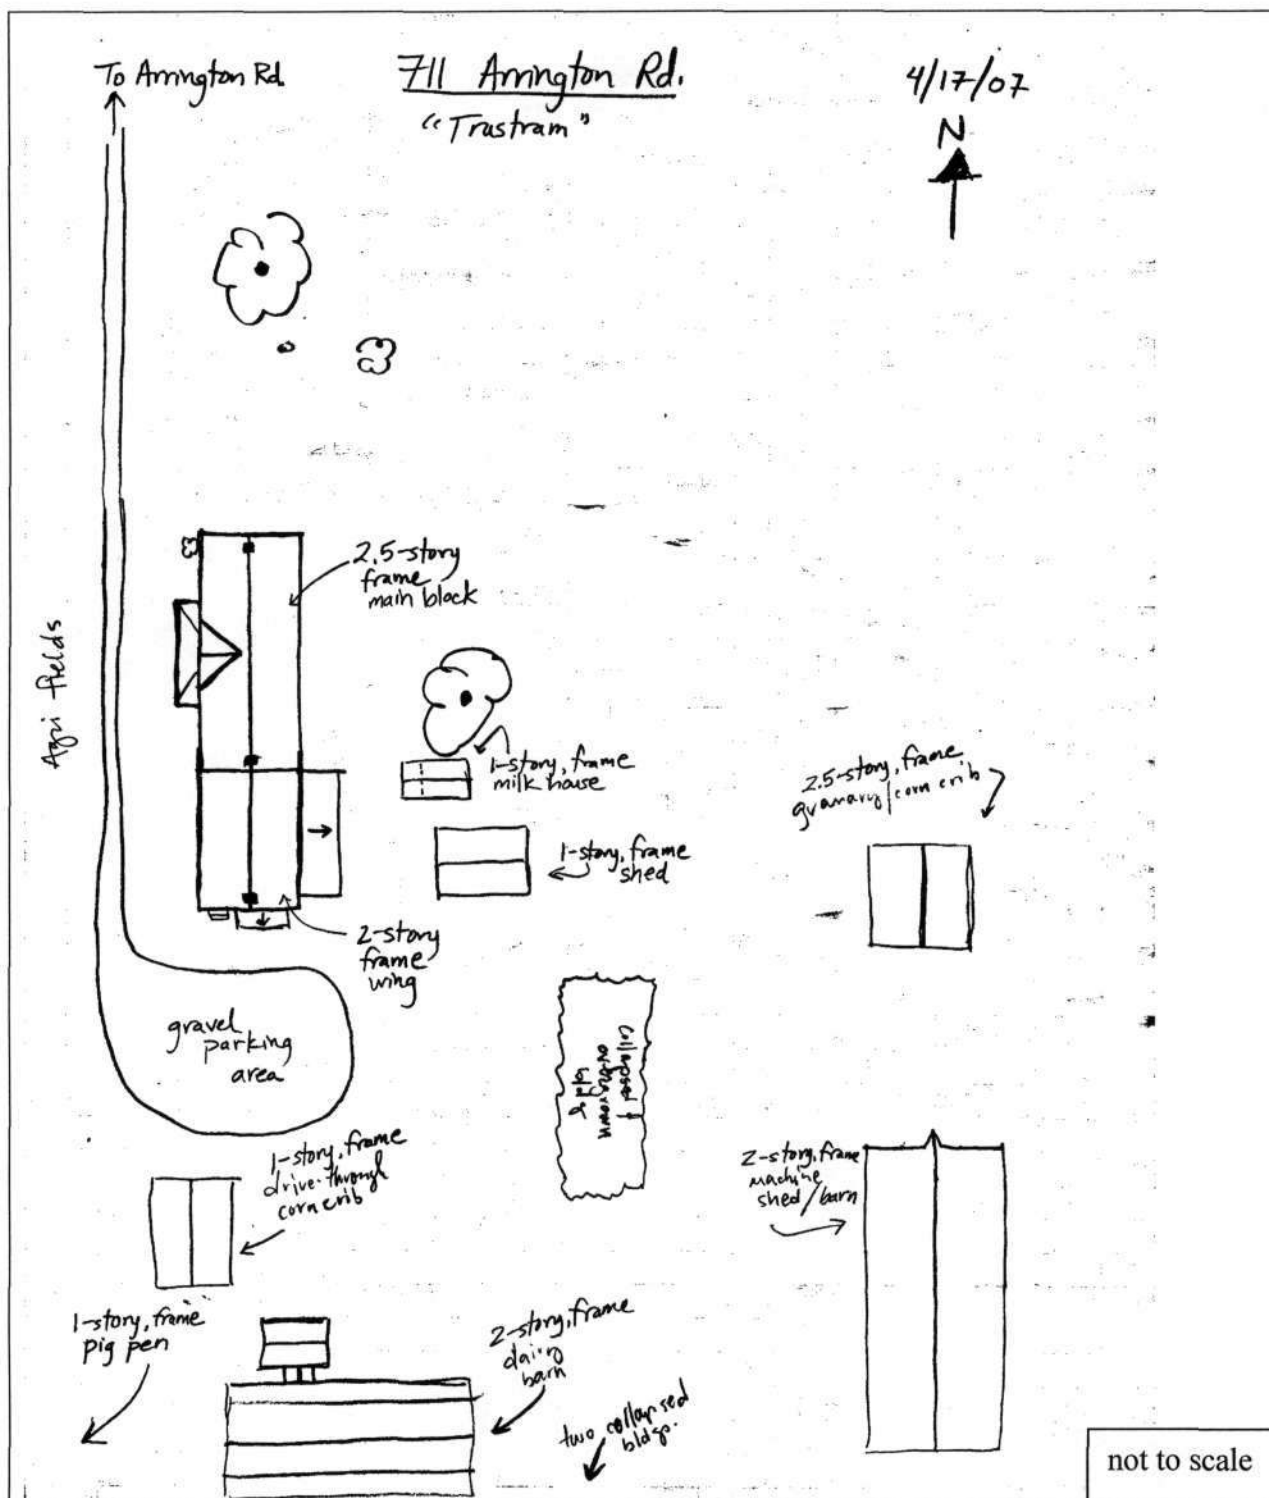 To Arrington Rd.
711 Arrington Rd.
"Trustram"
4/17/07
N
2.5-story
frame
main block
Agri fields
1-story, frame
milk house
2.5-story, frame
granary/corn crib
1-story, frame
shed
2-story
frame
wing
gravel
parking
area
collapsed &
overgrown
bldg
1-story, frame
drive-through
corn crib
2-story, frame
machine
shed/barn
1-story, frame
pig pen
2-story, frame
dairy
barn
two collapsed
bldgs.
not to scale